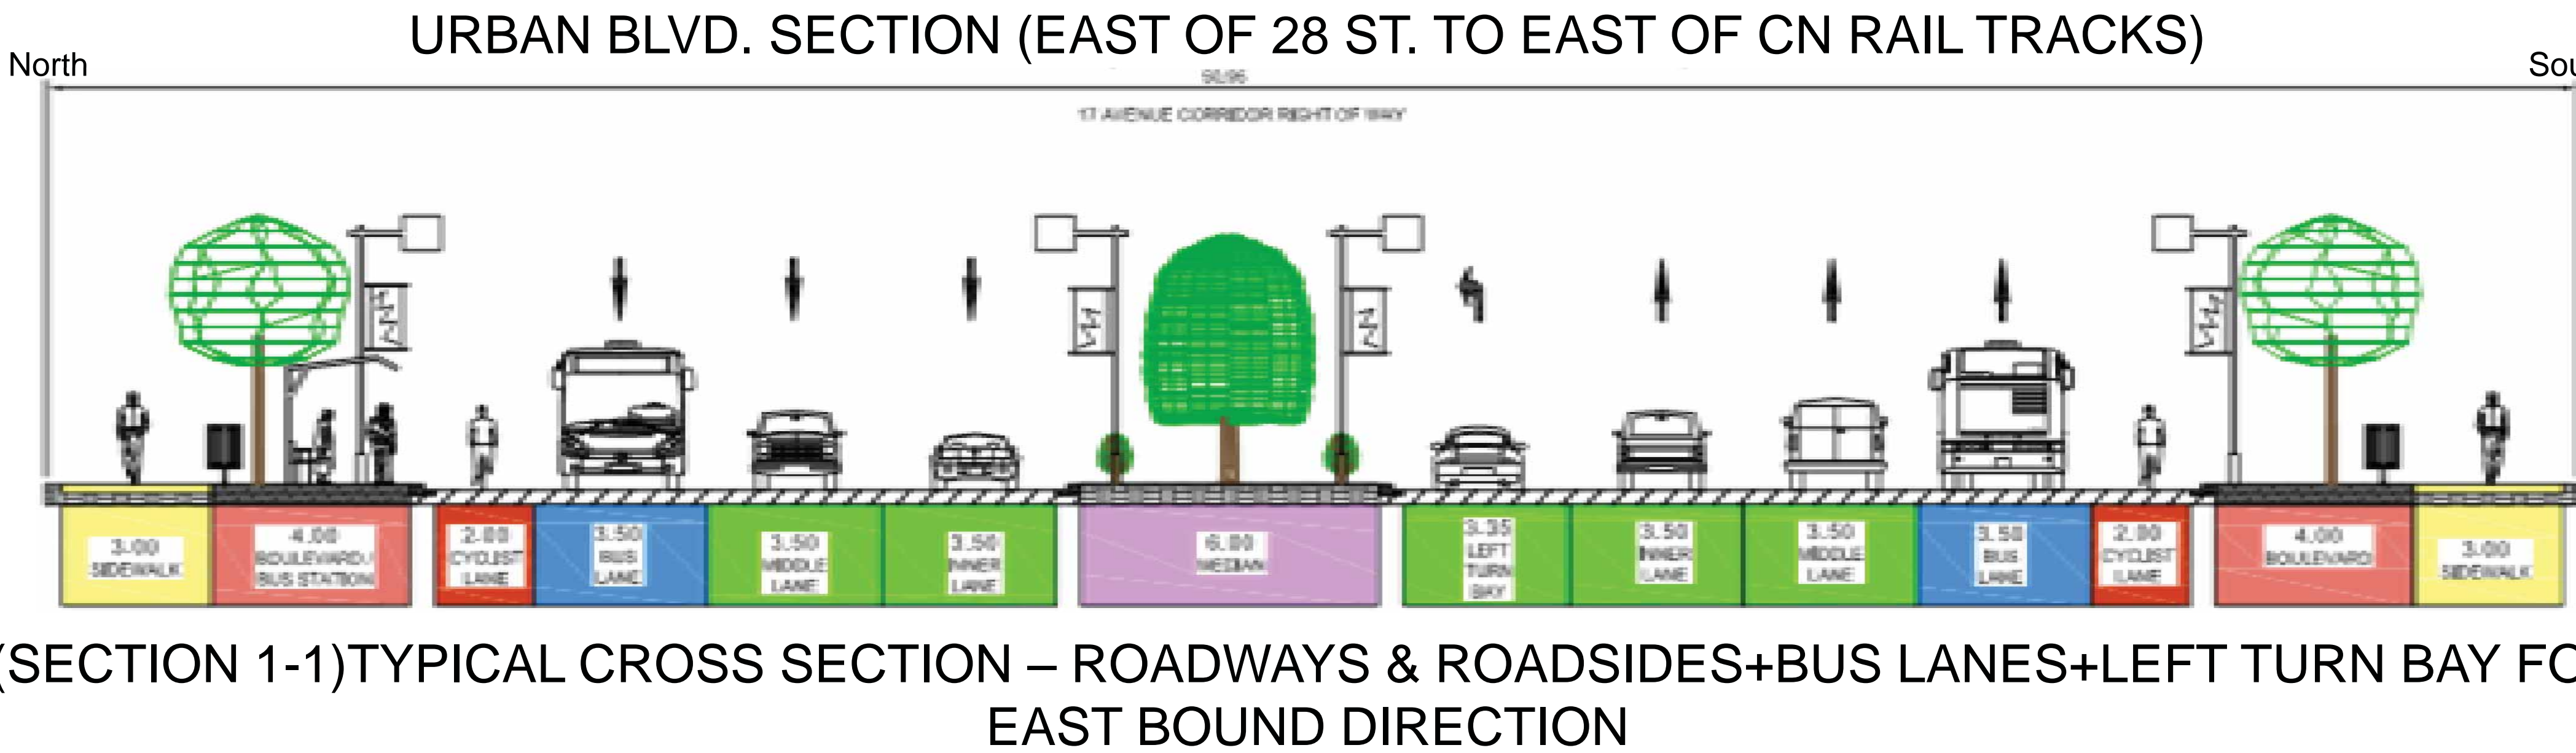 URBAN BLVD. SECTION (EAST OF 28 ST. TO EAST OF CN RAIL TRACKS)
North
Sou
50.95
17 AVENUE CORRIDOR RIGHT OF WAY
3.00
SIDEWALK
4.00
BOULEVARD/
BUS STATION
2.00
CYCLIST
LANE
3.50
BUS
LANE
3.50
MIDDLE
LANE
3.50
INNER
LANE
6.00
MEDIAN
3.35
LEFT
TURN
BAY
3.50
INNER
LANE
3.50
MIDDLE
LANE
3.50
BUS
LANE
2.00
CYCLIST
LANE
4.00
BOULEVARD
3.00
SIDEWALK
(SECTION 1-1)TYPICAL CROSS SECTION – ROADWAYS & ROADSIDES+BUS LANES+LEFT TURN BAY FO
EAST BOUND DIRECTION